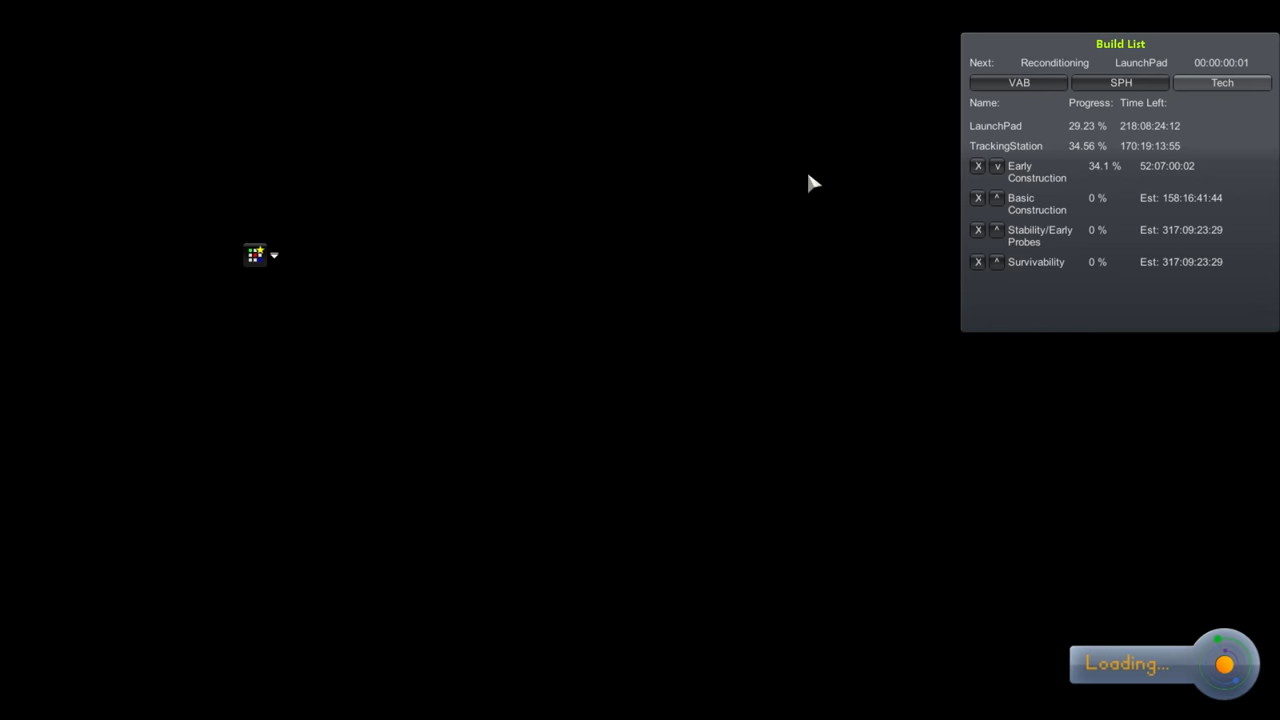 Build List
Next: Reconditioning LaunchPad 00:00:00:01
VAB SPH Tech
Name: Progress: Time Left:
LaunchPad 29.23 % 218:08:24:12
TrackingStation 34.56 % 170:19:13:55
X v Early 34.1 % 52:07:00:02
Construction
X ^ Basic 0 % Est: 158:16:41:44
Construction
X ^ Stability/Early 0 % Est: 317:09:23:29
Probes
X ^ Survivability 0 % Est: 317:09:23:29
Loading...